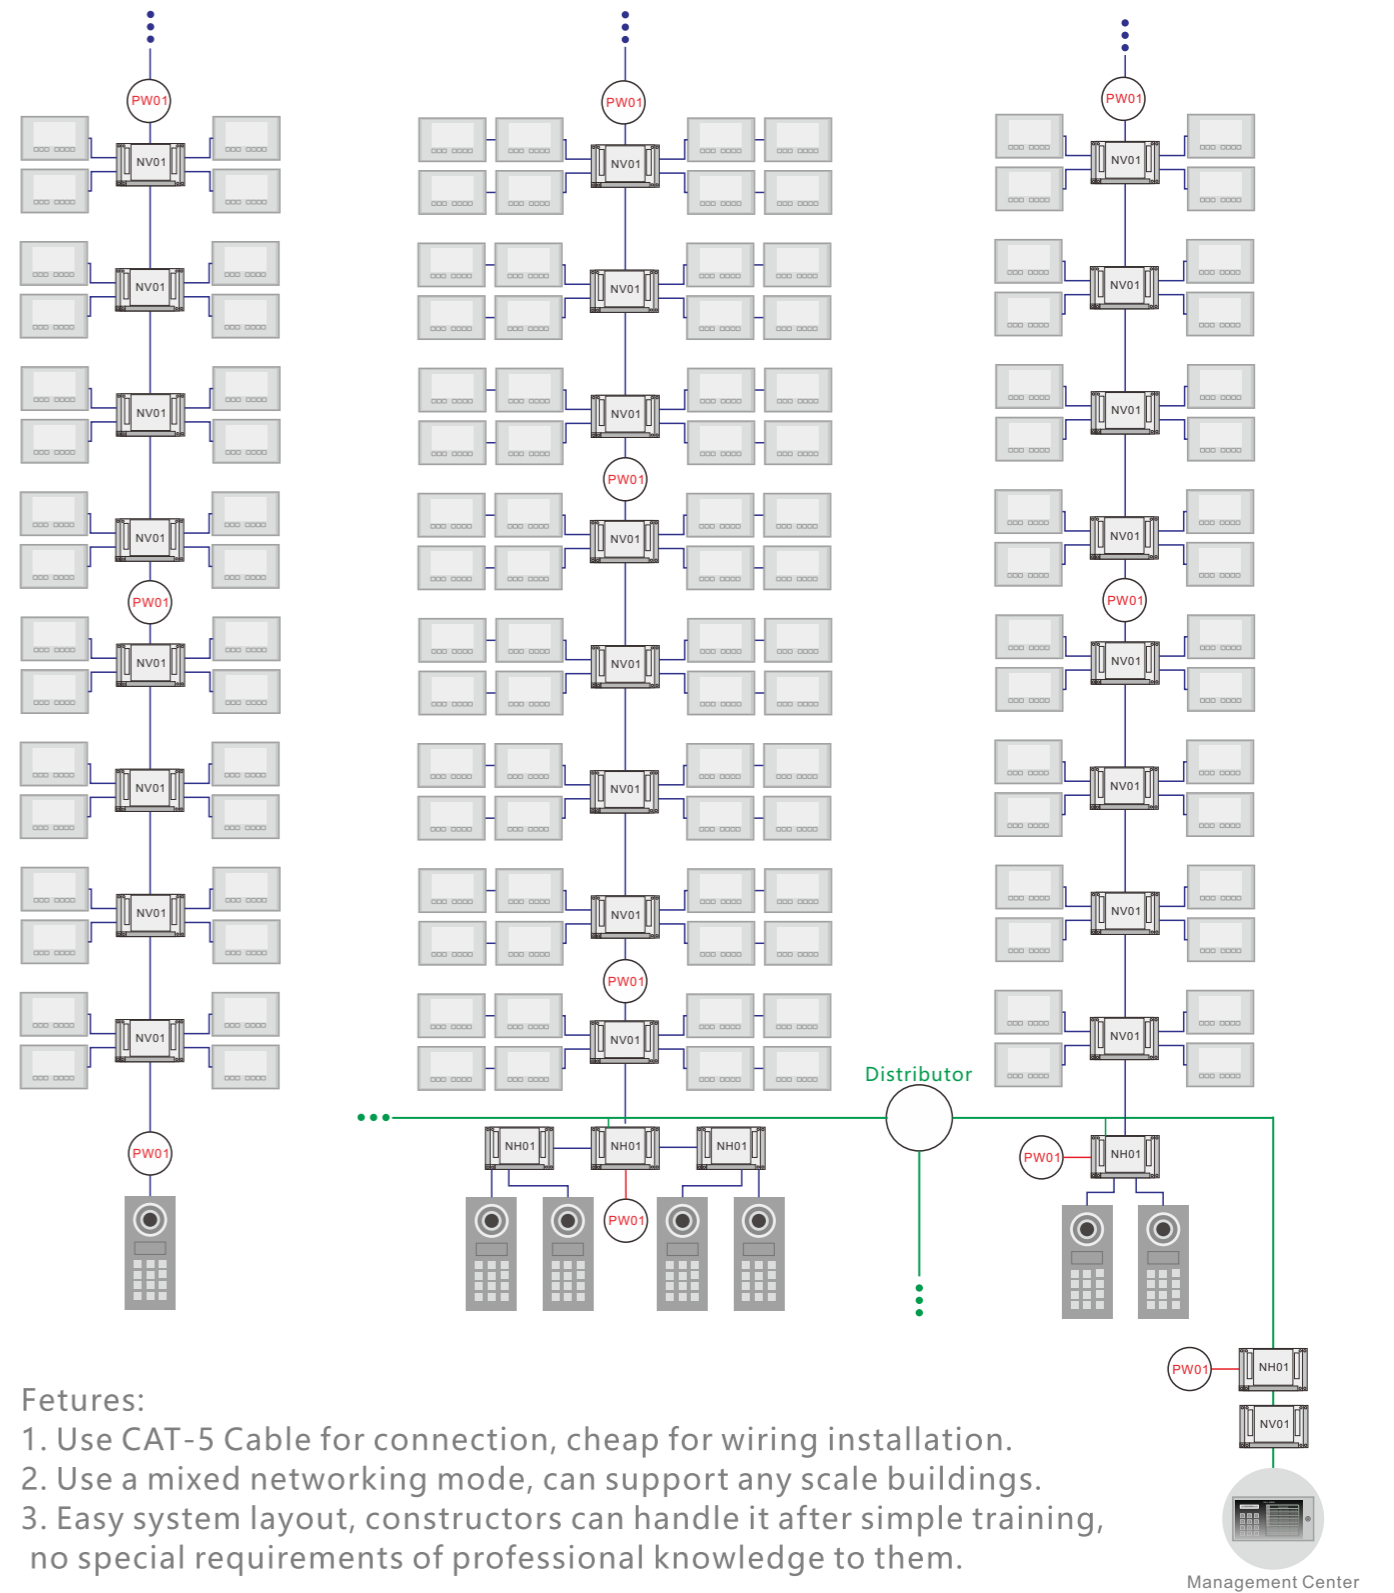 PW01
PW01
PW01
NV01
NV01
NV01
NV01
NV01
NV01
NV01
NV01
NV01
PW01
NV01
NV01
NV01
PW01
PW01
NV01
NV01
NV01
NV01
NV01
NV01
NV01
NV01
NV01
PW01
NV01
NV01
NV01
Distributor
PW01
NH01
NH01
NH01
PW01
NH01
PW01
PW01
NH01
NV01
Fetures:
1. Use CAT-5 Cable for connection, cheap for wiring installation.
2. Use a mixed networking mode, can support any scale buildings.
3. Easy system layout, constructors can handle it after simple training,
no special requirements of professional knowledge to them.
Management Center